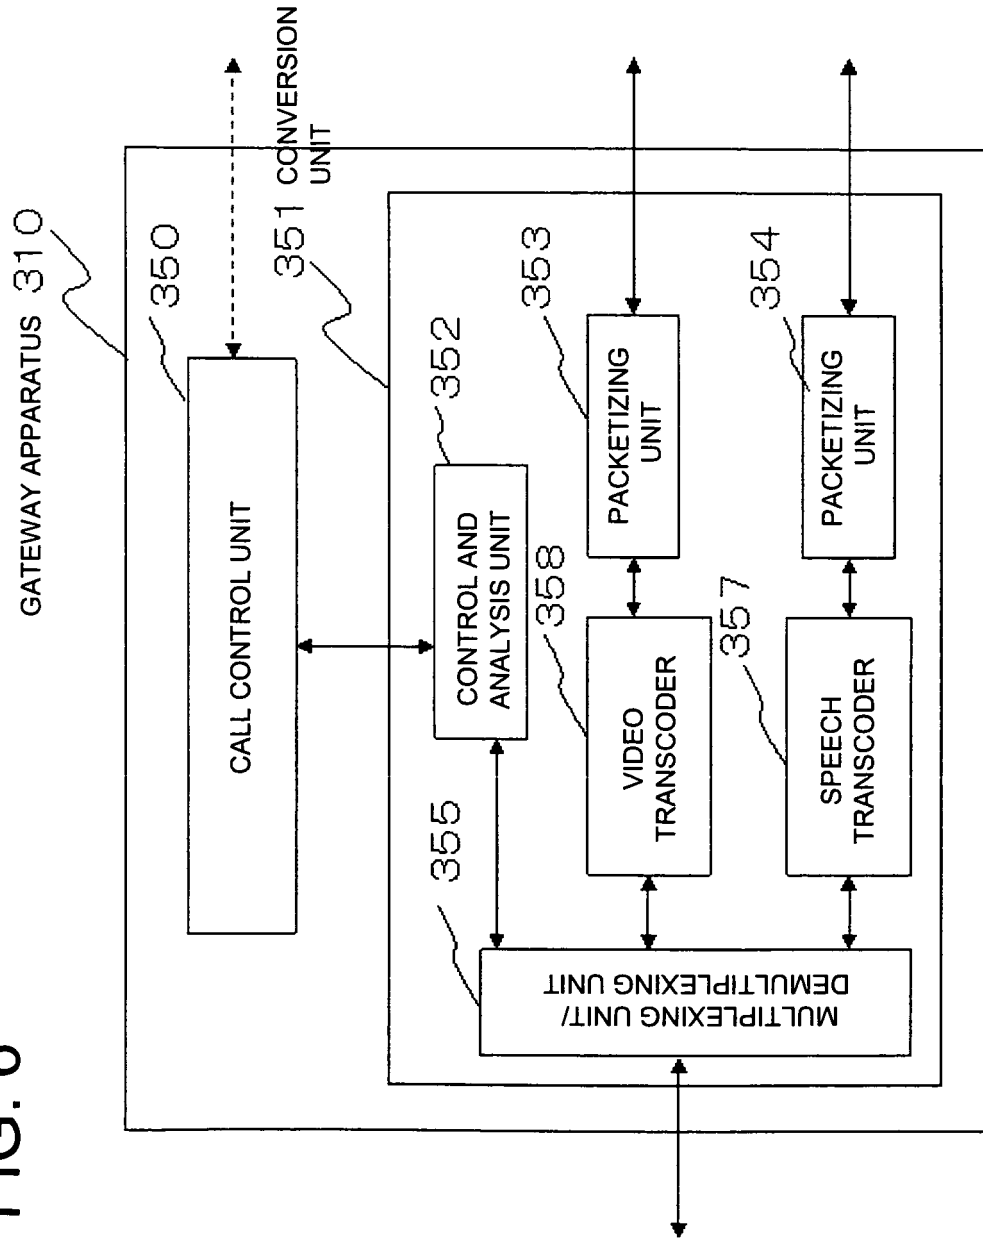 FIG.
GATEWAY APPARATUS 310
350
CALL CONTROL UNIT
351 CONVERSION
UNIT
352
CONTROL AND
ANALYSIS UNIT
355
MULTIPLEXING UNIT/
DEMULTIPLEXING UNIT
358
VIDEO
TRANSCODER
353
PACKETIZING
UNIT
357
SPEECH
TRANSCODER
354
PACKETIZING
UNIT